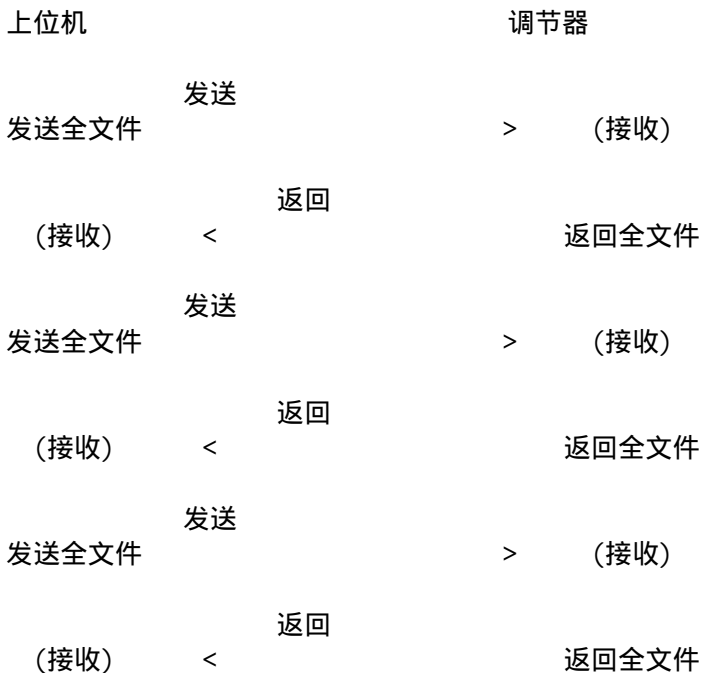 上位机 调节器
发送
发送全文件 > (接收)
返回
(接收) < 返回全文件
发送
发送全文件 > (接收)
返回
(接收) < 返回全文件
发送
发送全文件 > (接收)
返回
(接收) < 返回全文件